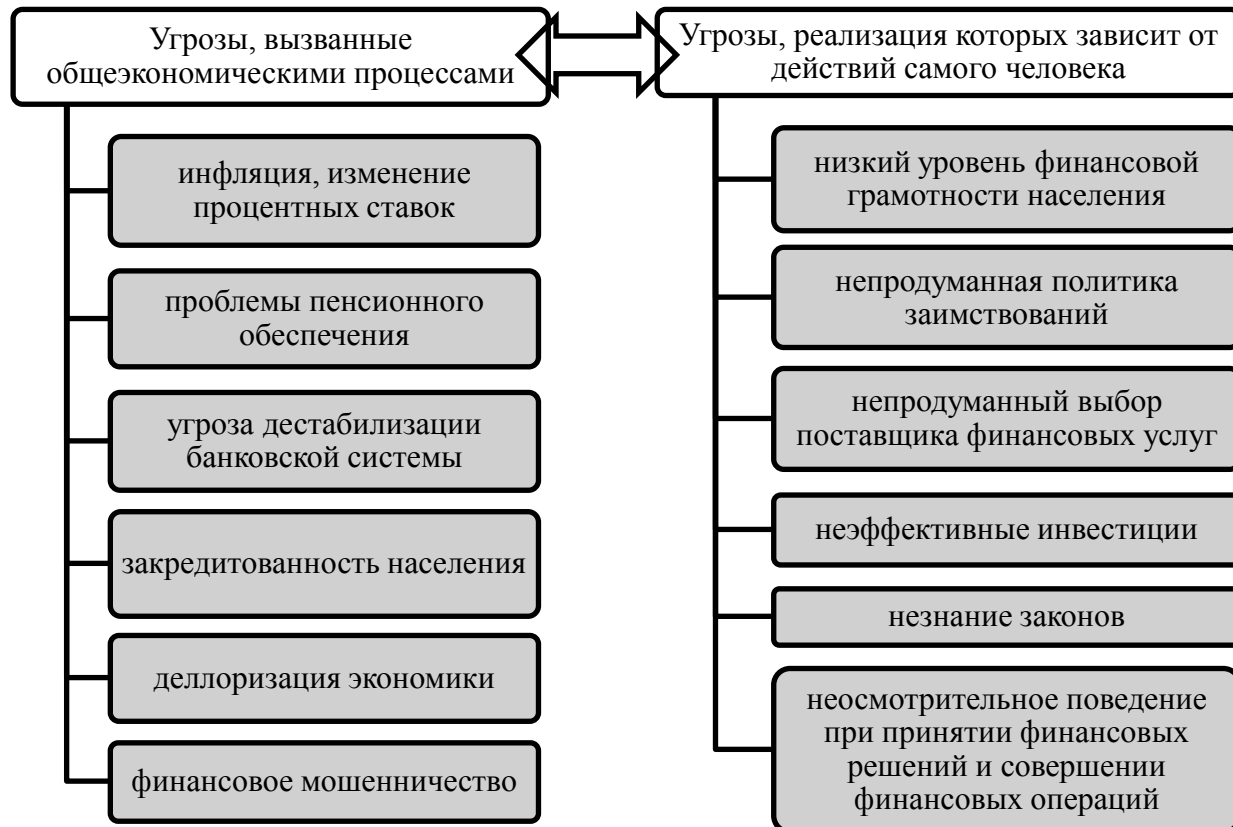 Угрозы, вызванные
общеэкономическими процессами
инфляция, изменение
процентных ставок
проблемы пенсионного
обеспечения
угроза дестабилизации
банковской системы
закредитованность населения
деллоризация экономики
финансовое мошенничество
Угрозы, реализация которых зависит от
действий самого человека
низкий уровень финансовой
грамотности населения
непродуманная политика
заимствований
непродуманный выбор
поставщика финансовых услуг
неэффективные инвестиции
незнание законов
неосмотрительное поведение
при принятии финансовых
решений и совершении
финансовых операций